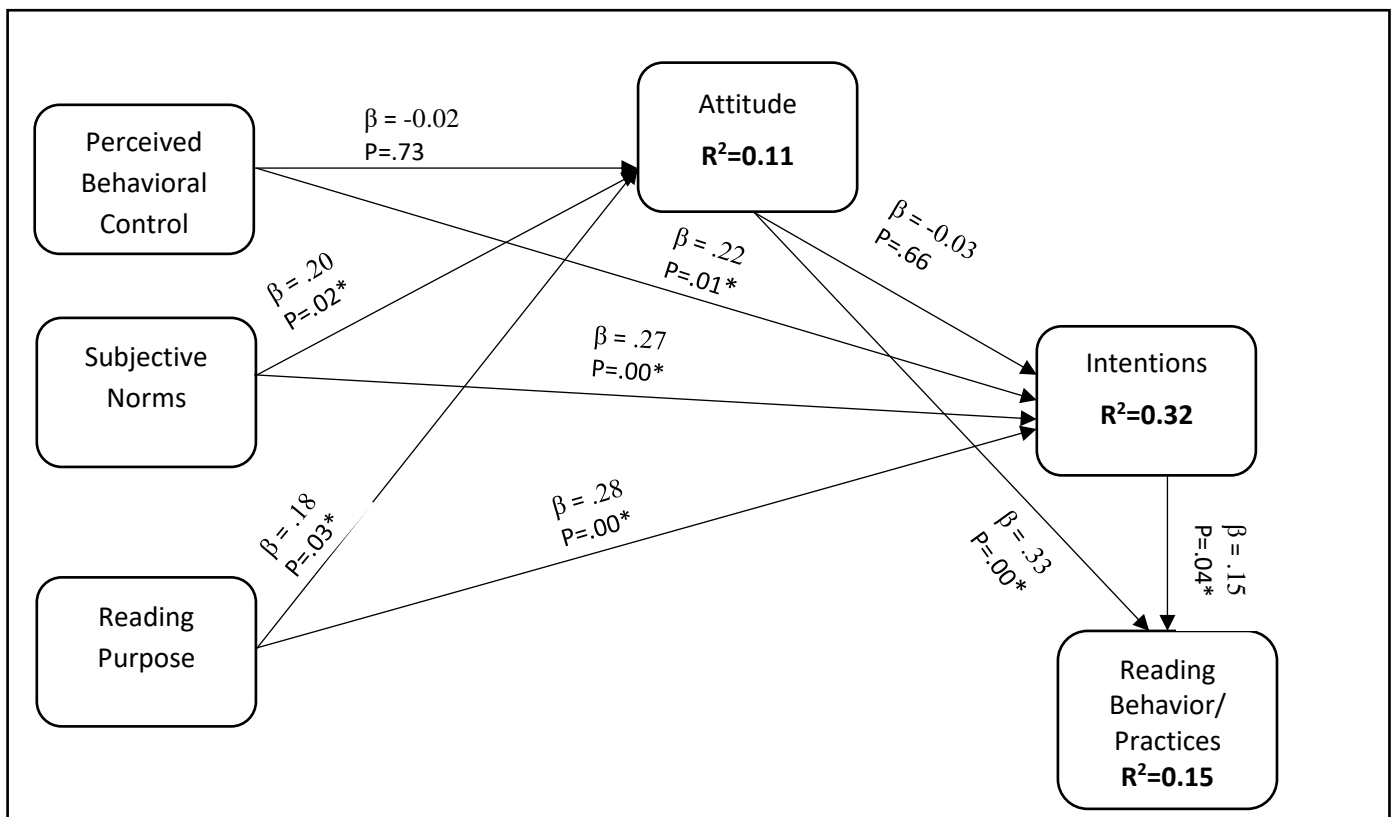 Perceived
Behavioral
Control
β = -0.02
P=.73
Attitude
R²=0.11
β = -0.03
P=.66
β = .22
P=.01*
β = .20
P=.02*
Subjective
Norms
β = .27
P=.00*
Intentions
R²=0.32
β = .18
P=.03*
β = .28
P=.00*
β = .33
P=.00*
β = .15
P=.04*
Reading
Purpose
Reading
Behavior/
Practices
R²=0.15